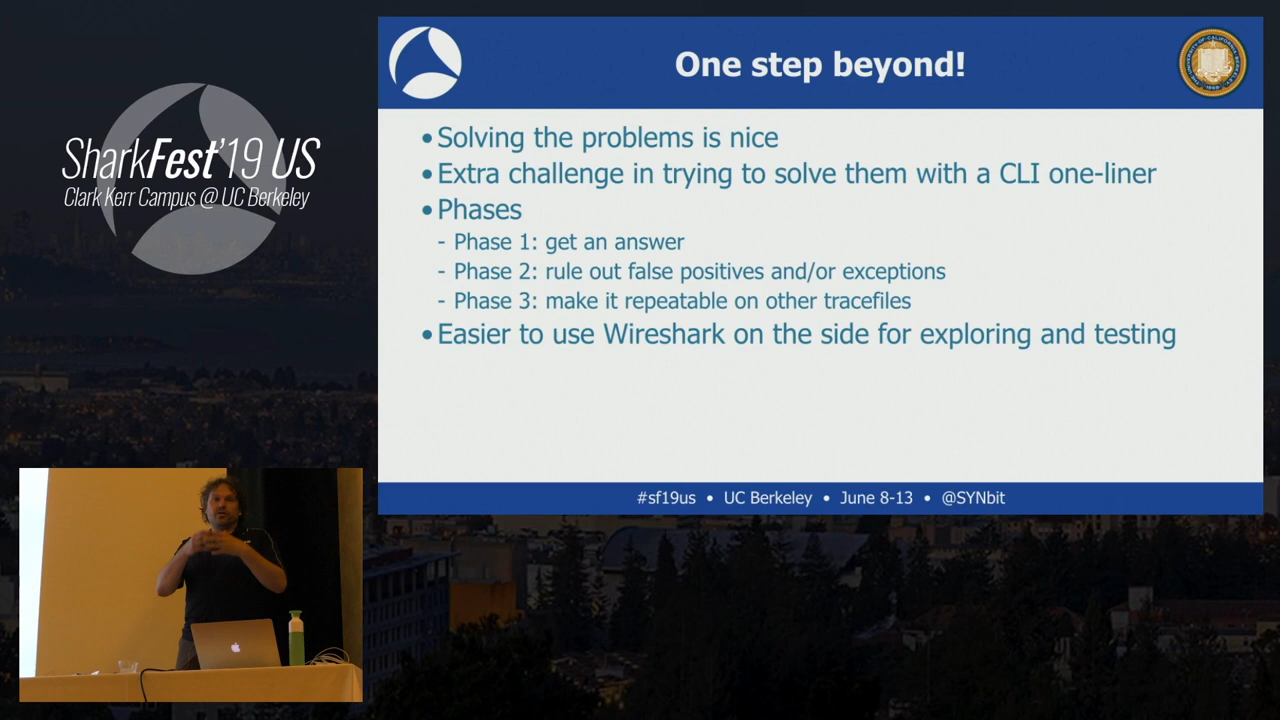 SharkFest'19 US
Clark Kerr Campus @ UC Berkeley
One step beyond!
• Solving the problems is nice
• Extra challenge in trying to solve them with a CLI one-liner
• Phases
- Phase 1: get an answer
- Phase 2: rule out false positives and/or exceptions
- Phase 3: make it repeatable on other tracefiles
• Easier to use Wireshark on the side for exploring and testing
#sf19us • UC Berkeley • June 8-13 • @SYNbit